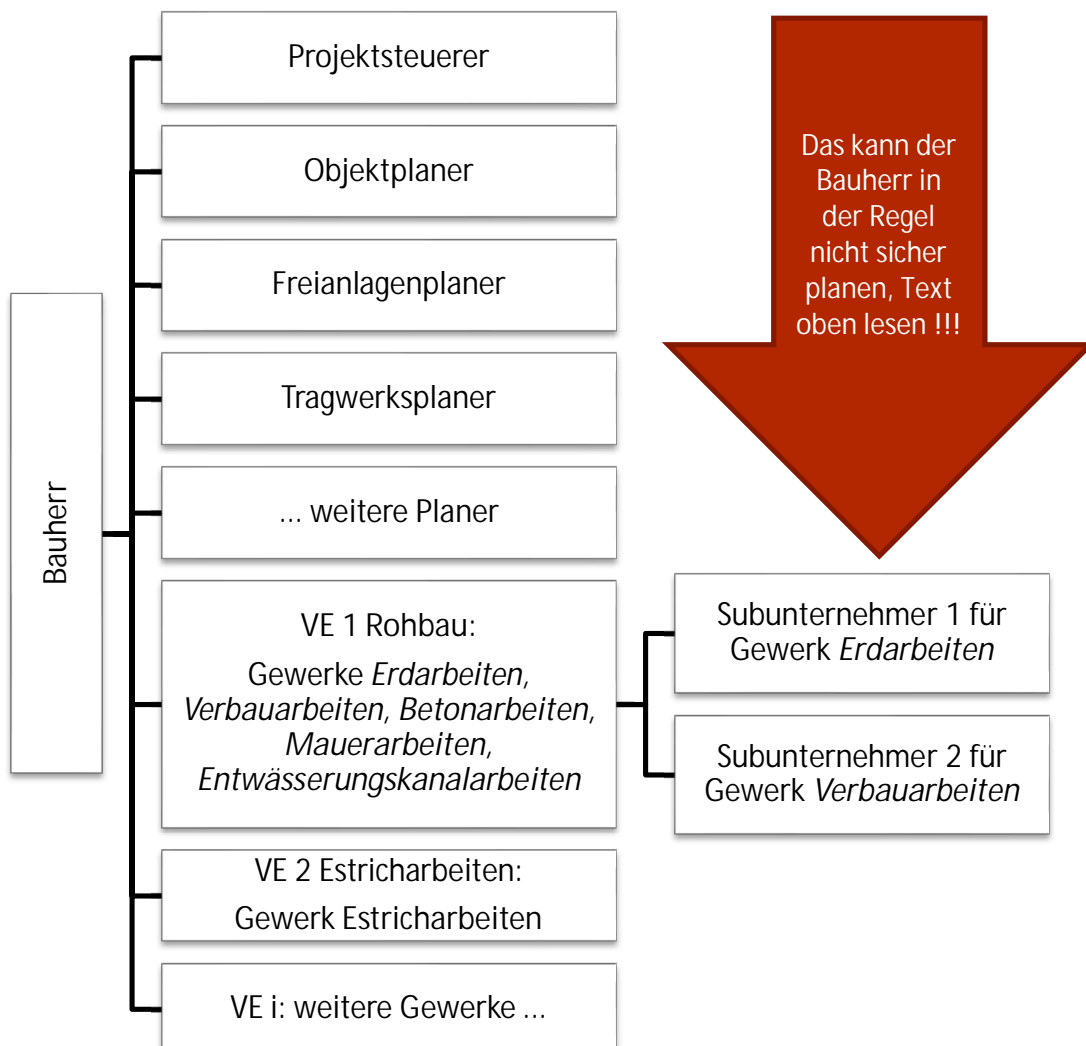 Bauherr
Projektsteuerer
Objektplaner
Freianlagenplaner
Tragwerksplaner
... weitere Planer
VE 1 Rohbau:
Gewerke Erdarbeiten,
Verbauarbeiten, Betonarbeiten,
Mauerarbeiten,
Entwässerungskanalarbeiten
VE 2 Estricharbeiten:
Gewerk Estricharbeiten
VE i: weitere Gewerke ...
Das kann der
Bauherr in
der Regel
nicht sicher
planen, Text
oben lesen !!!
Subunternehmer 1 für
Gewerk Erdarbeiten
Subunternehmer 2 für
Gewerk Verbauarbeiten